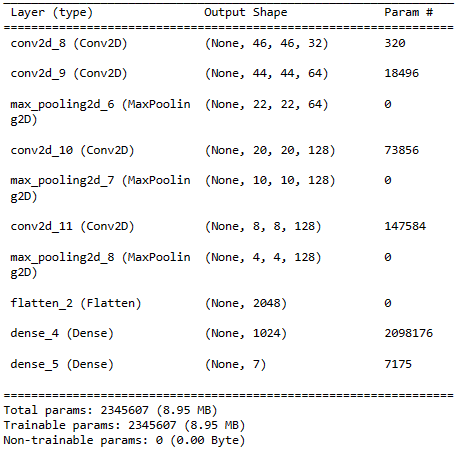 Layer (type) Output Shape Param #
=================================================================
conv2d_8 (Conv2D) (None, 46, 46, 32) 320
conv2d_9 (Conv2D) (None, 44, 44, 64) 18496
max_pooling2d_6 (MaxPoolin (None, 22, 22, 64) 0
g2D)
conv2d_10 (Conv2D) (None, 20, 20, 128) 73856
max_pooling2d_7 (MaxPoolin (None, 10, 10, 128) 0
g2D)
conv2d_11 (Conv2D) (None, 8, 8, 128) 147584
max_pooling2d_8 (MaxPoolin (None, 4, 4, 128) 0
g2D)
flatten_2 (Flatten) (None, 2048) 0
dense_4 (Dense) (None, 1024) 2098176
dense_5 (Dense) (None, 7) 7175
=================================================================
Total params: 2345607 (8.95 MB)
Trainable params: 2345607 (8.95 MB)
Non-trainable params: 0 (0.00 Byte)